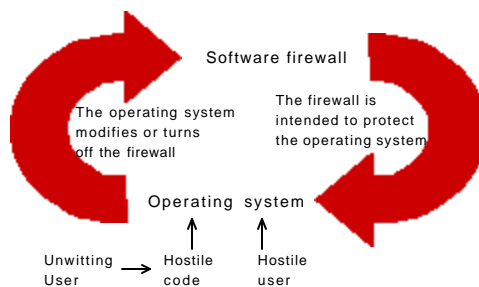 Software firewall
The operating system
modifies or turns
off the firewall
The firewall is
intended to protect
the operating system
Operating system
Unwitting
User
Hostile
code
Hostile
user